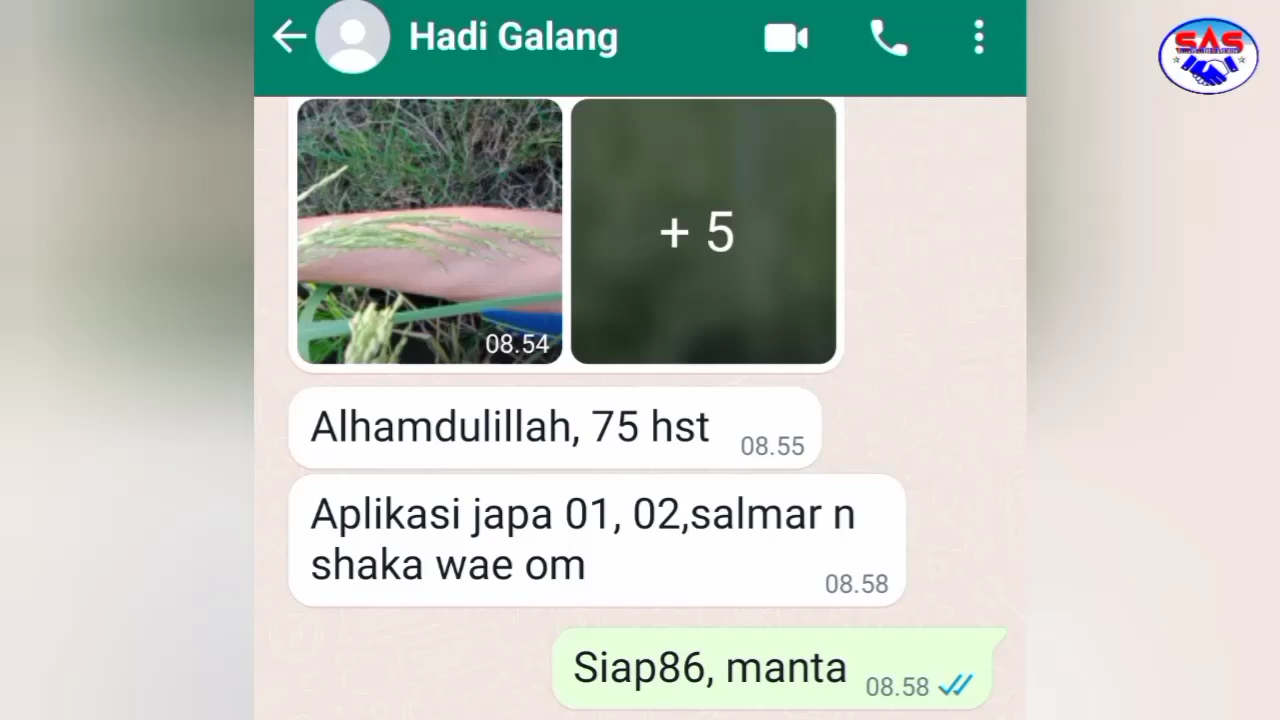 Hadi Galang
SAS
+ 5
08.54
Alhamdulillah, 75 hst
08.55
Aplikasi japa 01, 02,salmar n
shaka wae om
08.58
Siap86, manta
08.58